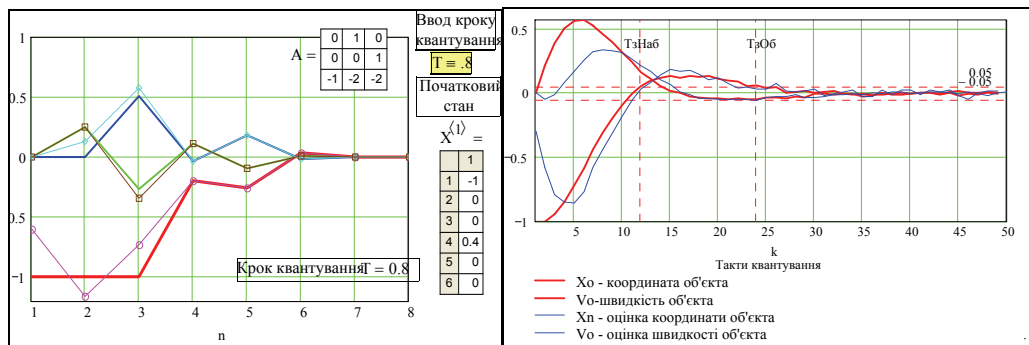 1
0.5
0
0.5
−1
1
2
3
4
5
6
7
8
n
A =
0 1 0
0 0 1
-1 -2 -2
Ввод кроку
квантування
T ≡ .8
Початковий
стан
X⟨1⟩ =
1
1 -1
2 0
3 0
4 0.4
5 0
6 0
Крок квантування T = 0.8
ТзНаб
ТзОб
0.5
0
−0.5
−1
0.05
−0.05
5
10
15
20
25
30
35
40
45
50
k
Такти квантування
Xo - координата об'єкта
Vo-швидкість об'єкта
Xn - оцінка координати об'єкта
Vo - оцінка швидкості об'єкта